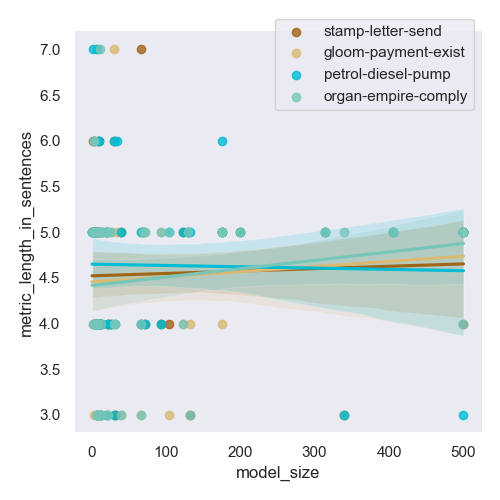 stamp-letter-send
gloom-payment-exist
petrol-diesel-pump
organ-empire-comply
metric_length_in_sentences
7.0
6.5
6.0
5.5
5.0
4.5
4.0
3.5
3.0
0 100 200 300 400 500
model_size